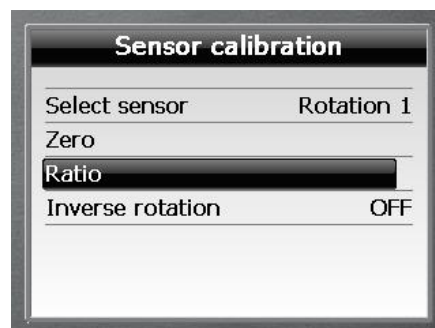 Sensor calibration
Select sensor Rotation 1
Zero
Ratio
Inverse rotation OFF